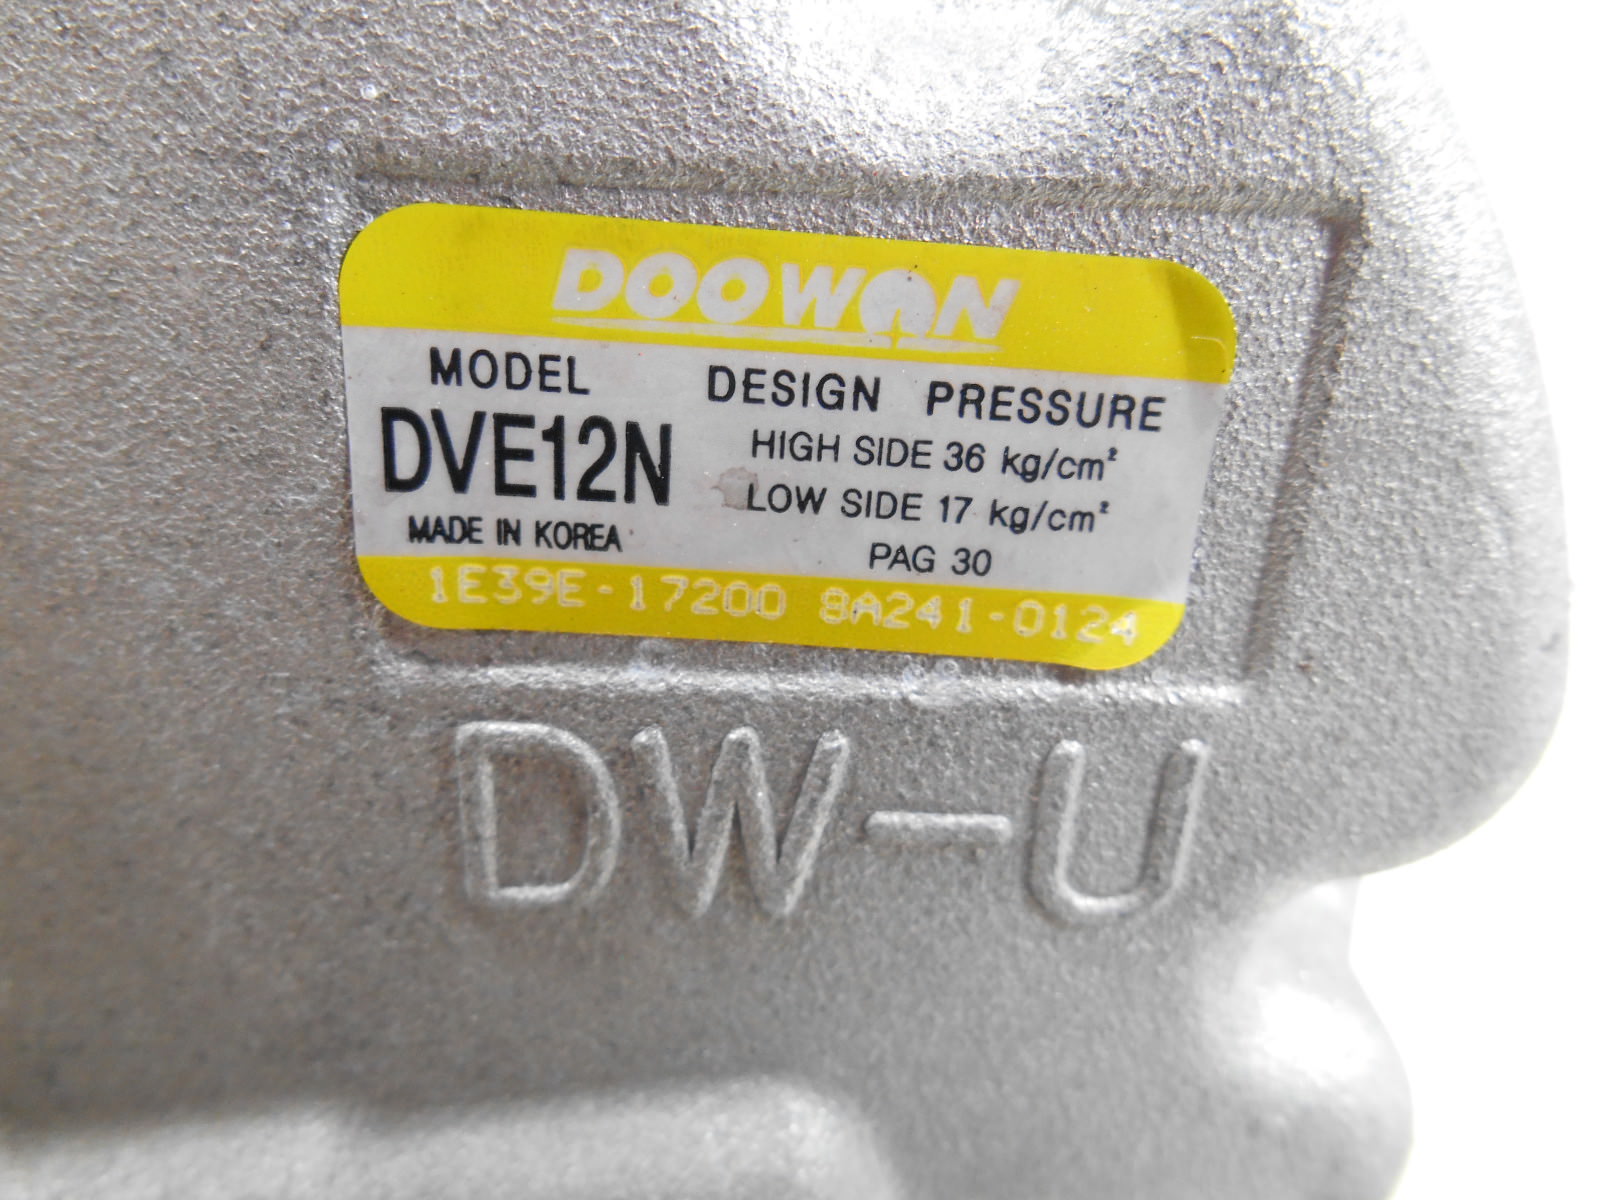 DOOWON
MODEL
DVE12N
MADE IN KOREA
DESIGN PRESSURE
HIGH SIDE 36 kg/cm²
LOW SIDE 17 kg/cm²
PAG 30
1E39E-17200 8A241-0124
DW-U